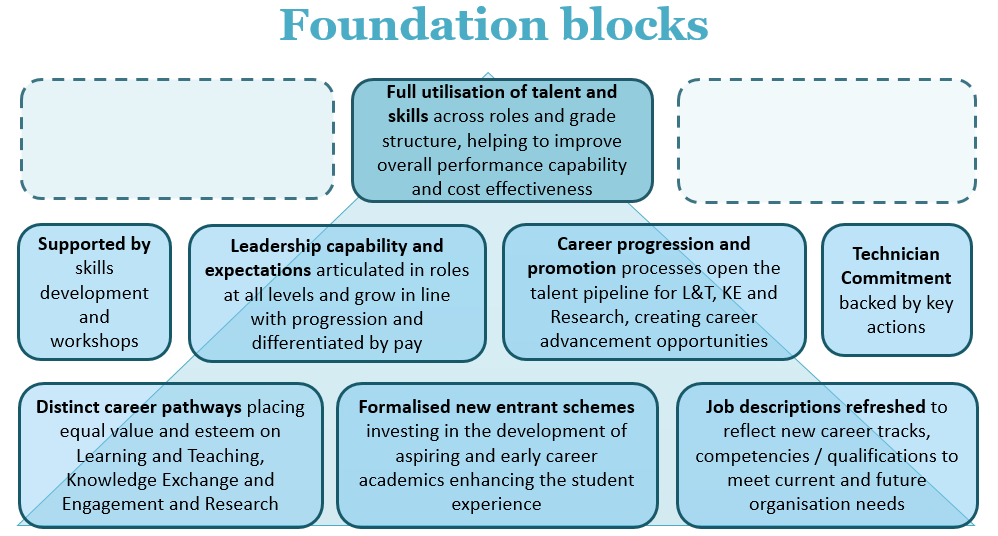 Foundation blocks
Full utilisation of talent and
skills across roles and grade
structure, helping to improve
overall performance capability
and cost effectiveness
Supported by
skills
development
and
workshops
Leadership capability and
expectations articulated in roles
at all levels and grow in line
with progression and
differentiated by pay
Career progression and
promotion processes open the
talent pipeline for L&T, KE and
Research, creating career
advancement opportunities
Technician
Commitment
backed by key
actions
Distinct career pathways placing
equal value and esteem on
Learning and Teaching,
Knowledge Exchange and
Engagement and Research
Formalised new entrant schemes
investing in the development of
aspiring and early career
academics enhancing the student
experience
Job descriptions refreshed to
reflect new career tracks,
competencies / qualifications to
meet current and future
organisation needs